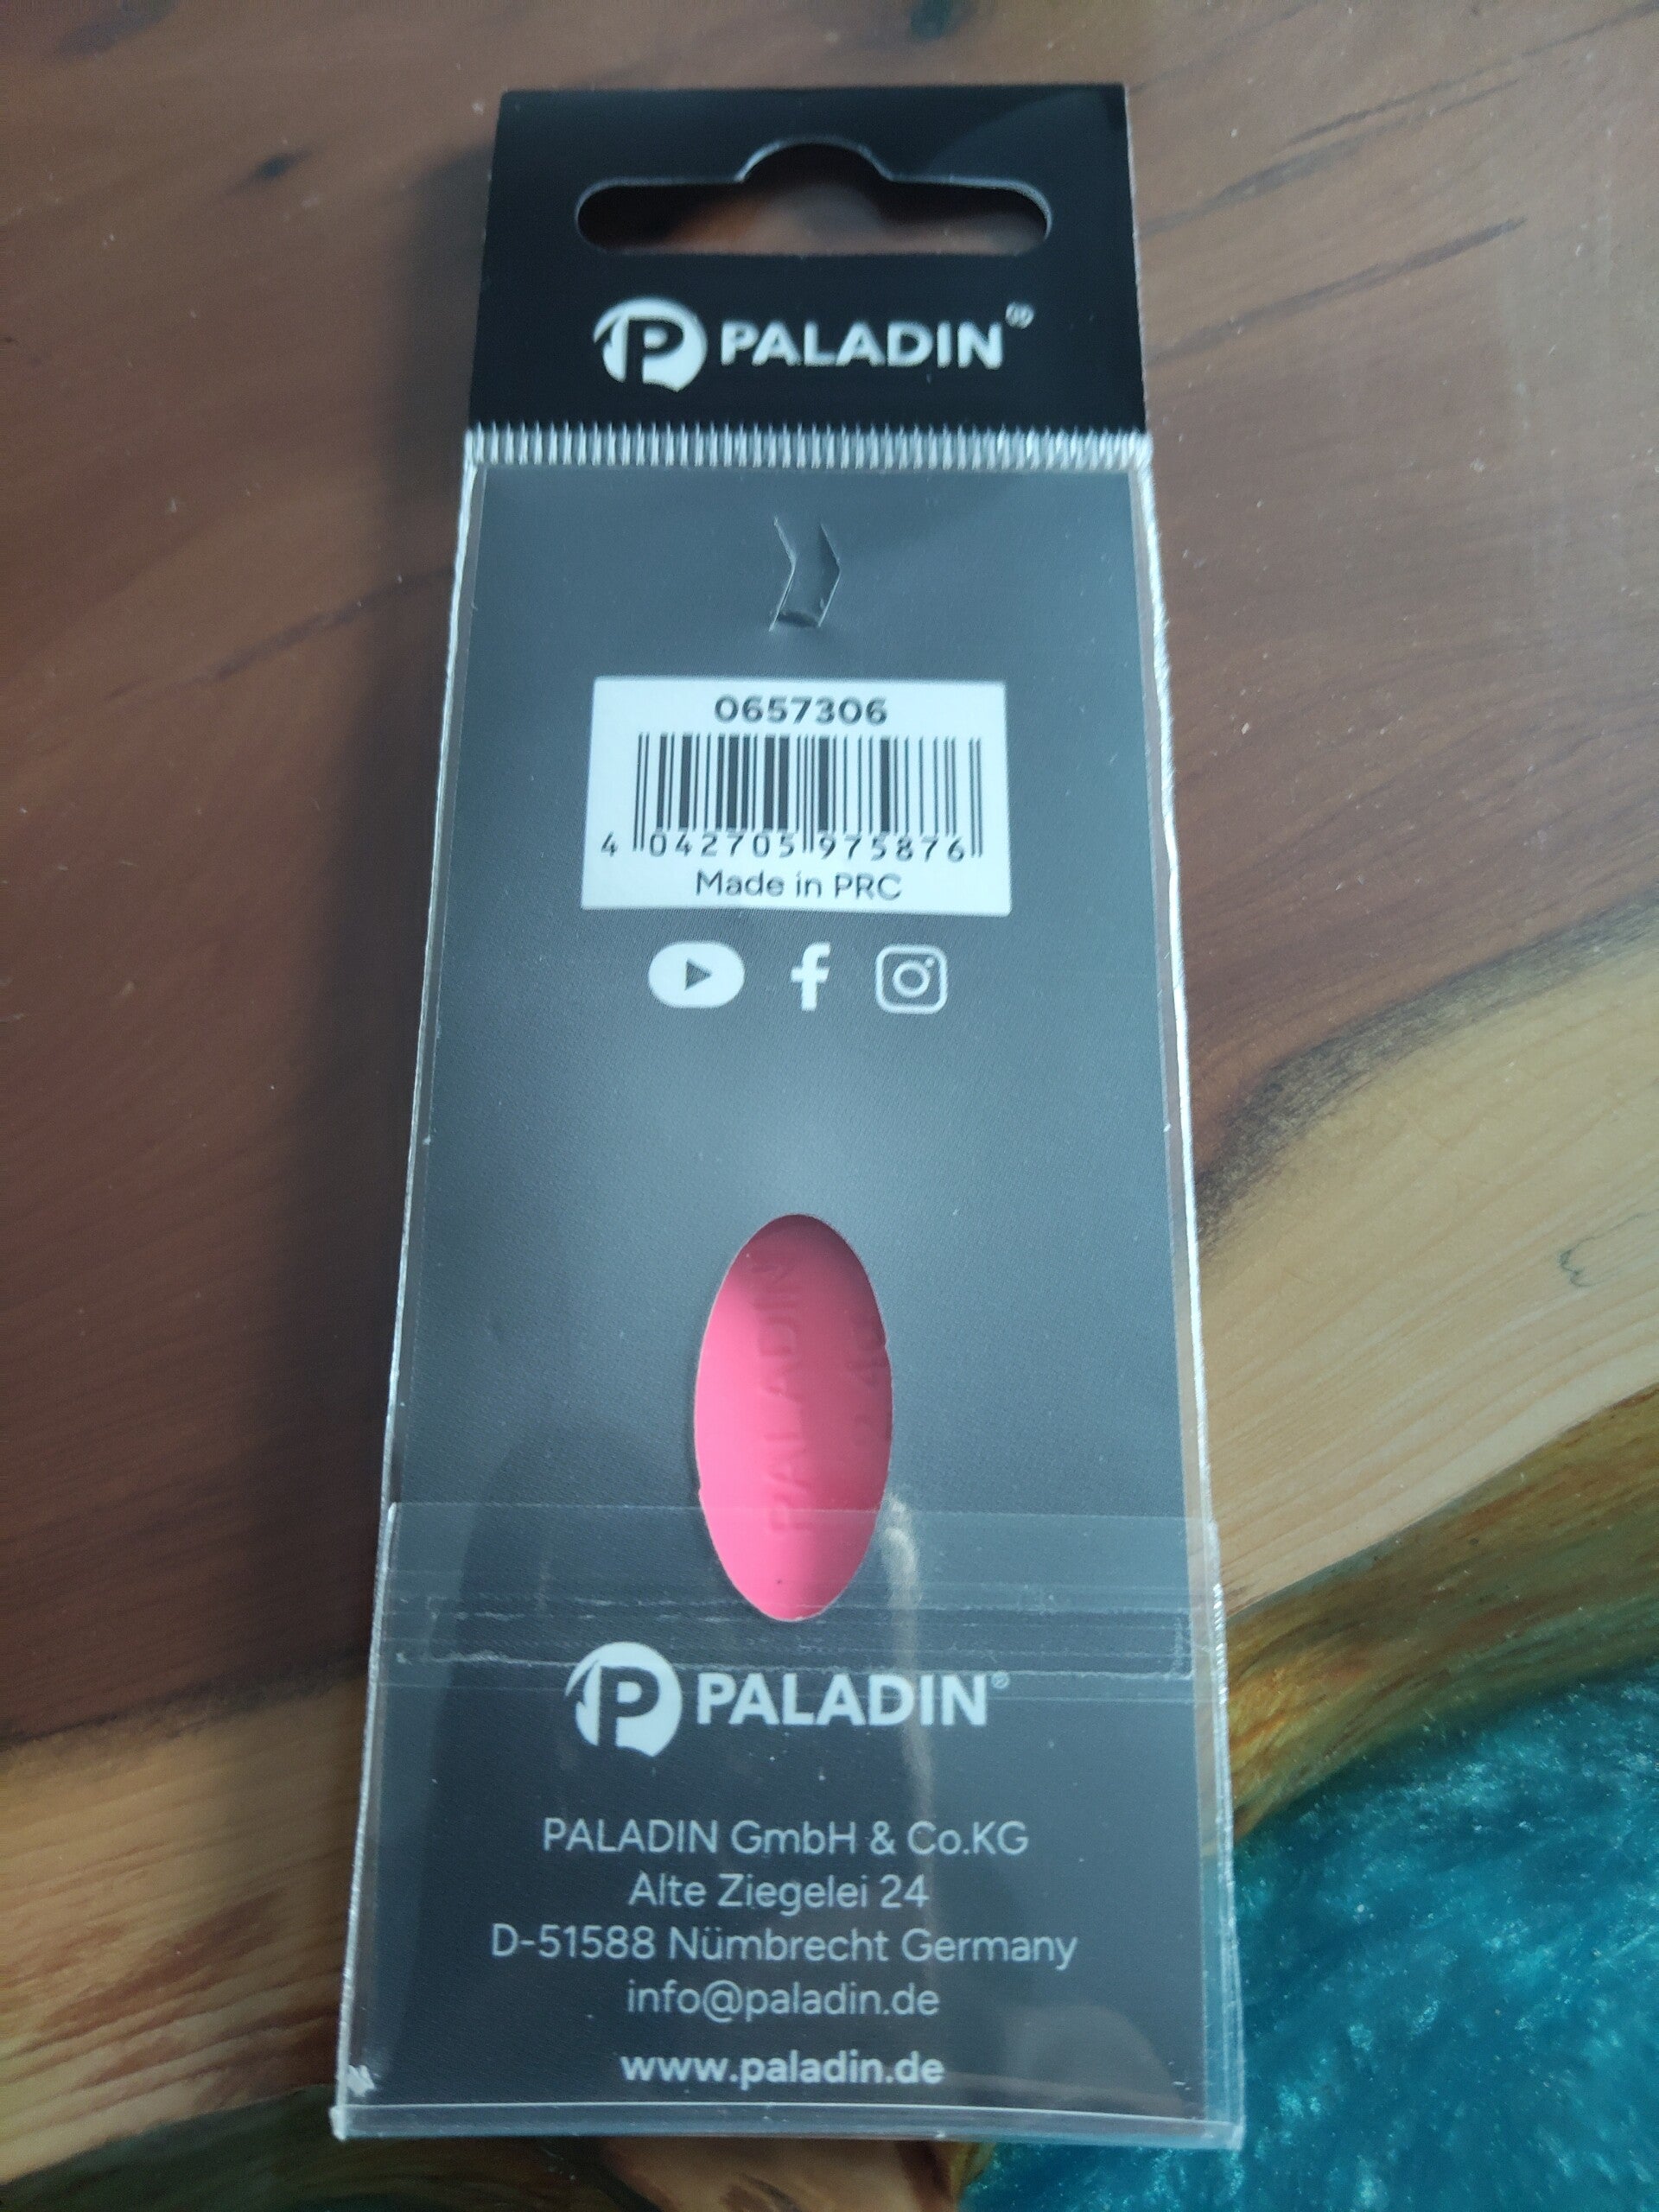 PALADIN®
0657306
4 042705 975876
Made in PRC
PALADIN
PALADIN®
PALADIN GmbH & Co.KG
Alte Ziegelei 24
D-51588 Nümbrecht Germany
info@paladin.de
www.paladin.de